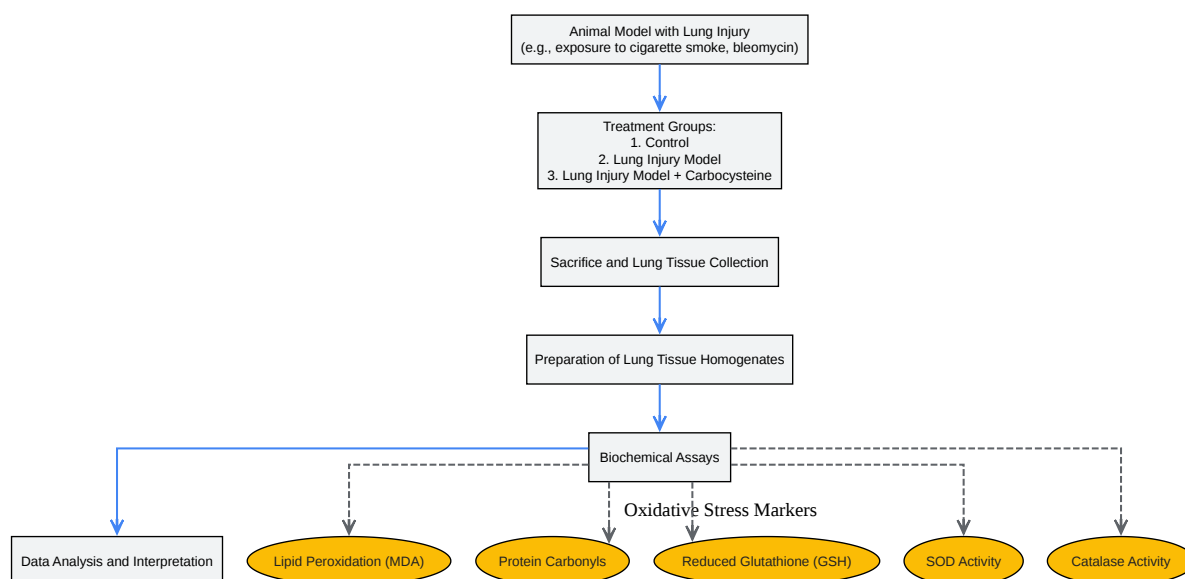 Animal Model with Lung Injury
(e.g., exposure to cigarette smoke, bleomycin)
Treatment Groups:
1. Control
2. Lung Injury Model
3. Lung Injury Model + Carbocysteine
Sacrifice and Lung Tissue Collection
Preparation of Lung Tissue Homogenates
Biochemical Assays
Oxidative Stress Markers
Data Analysis and Interpretation
Lipid Peroxidation (MDA)
Protein Carbonyls
Reduced Glutathione (GSH)
SOD Activity
Catalase Activity